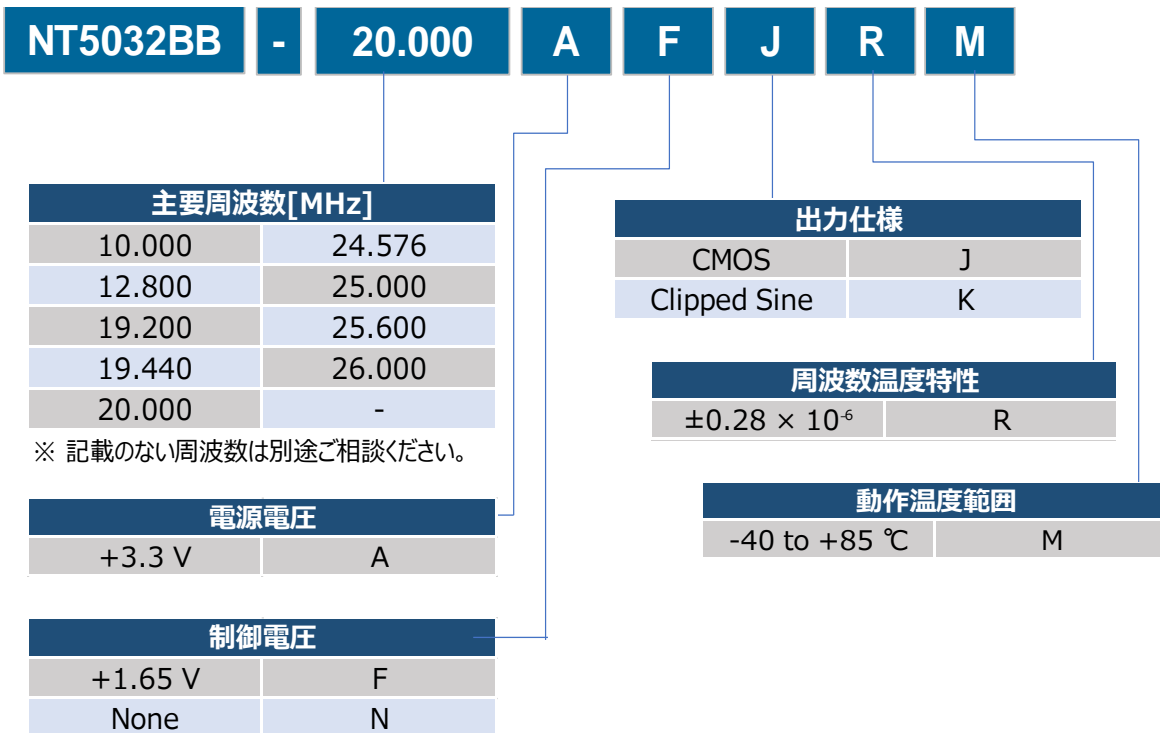 NT5032BB - 20.000 A F J R M
主要周波数[MHz]
10.000 24.576
12.800 25.000
19.200 25.600
19.440 26.000
20.000 -
※ 記載のない周波数は別途ご相談ください。
電源電圧
+3.3 V A
制御電圧
+1.65 V F
None N
出力仕様
CMOS J
Clipped Sine K
周波数温度特性
±0.28 × 10⁻⁶ R
動作温度範囲
-40 to +85 ℃ M